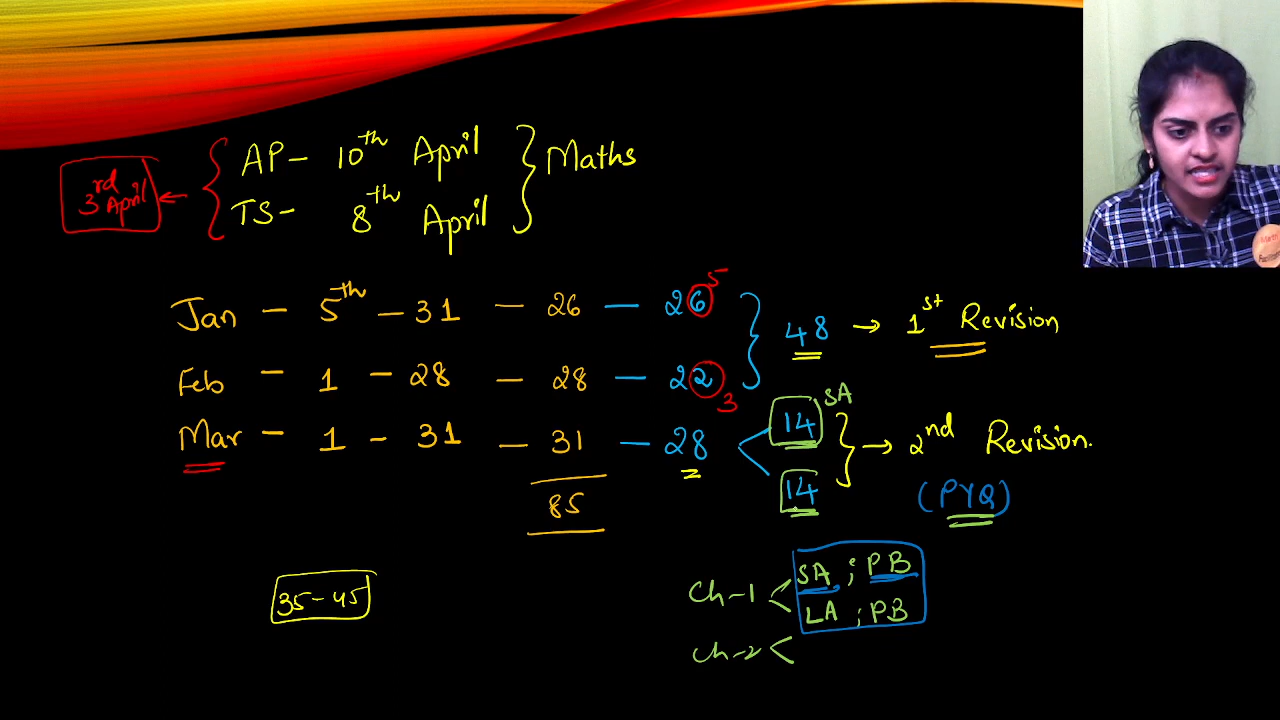 AP - 10th April } Maths
3rd April ← { TS - 8th April
Jan - 5th - 31 - 26 - 26 5
Feb - 1 - 28 - 28 - 22 3
48 → 1st Revision
Mar - 1 - 31 - 31 - 28 < 14 SA
14
→ 2nd Revision.
(PYQ)
85
35-45
Ch-1 < SA ; PB
LA ; PB
Ch-2 <